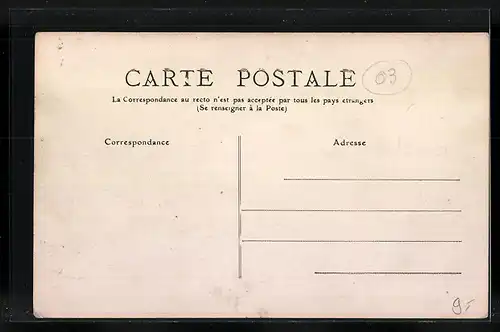 CARTE POSTALE
03
La Correspondance au recto n'est pas acceptée par tous les pays étrangers
(Se renseigner à la Poste)
Correspondance
Adresse
9.-